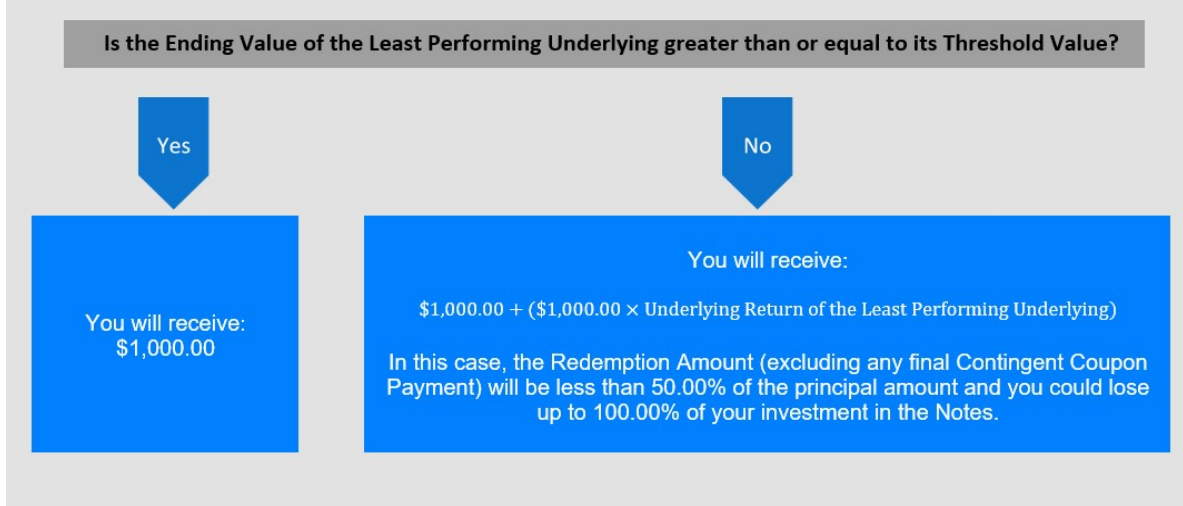 Is the Ending Value of the Least Performing Underlying greater than or equal to its Threshold Value?
Yes
No
You will receive:
$1,000.00
You will receive:
$1,000.00 + ($1,000.00 × Underlying Return of the Least Performing Underlying)
In this case, the Redemption Amount (excluding any final Contingent Coupon
Payment) will be less than 50.00% of the principal amount and you could lose
up to 100.00% of your investment in the Notes.